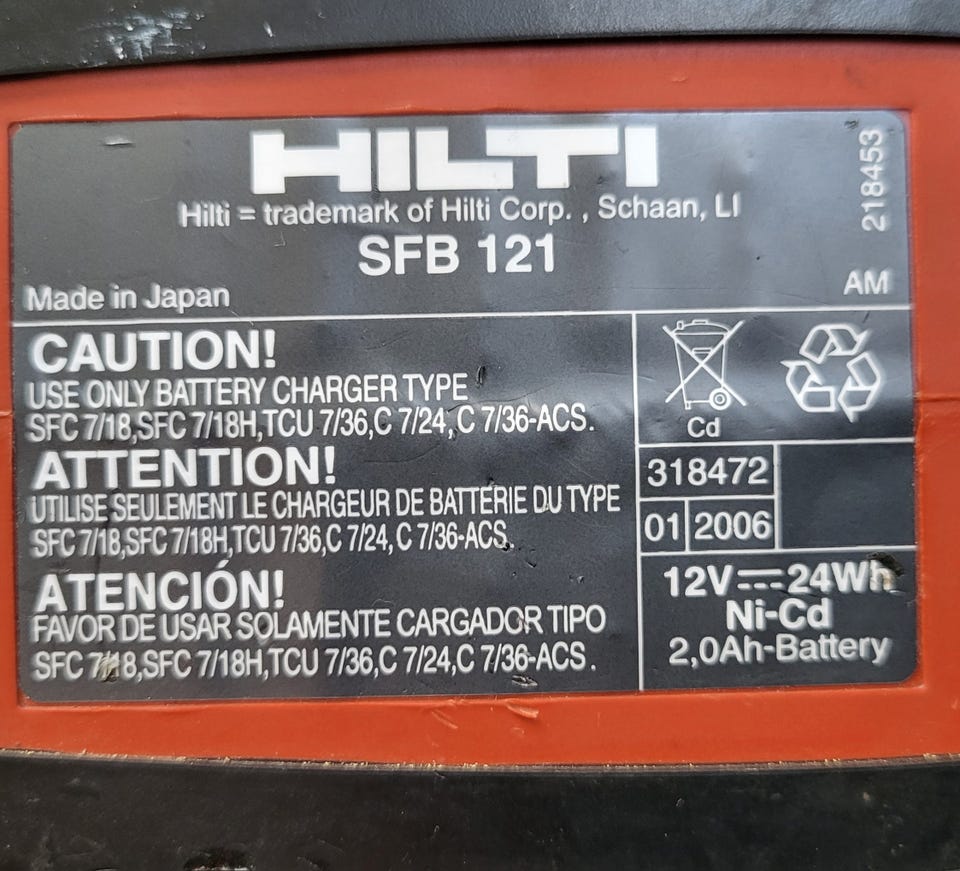 HILTI
Hilti = trademark of Hilti Corp. , Schaan, LI
SFB 121
218453
Made in Japan
AM
CAUTION!
USE ONLY BATTERY CHARGER TYPE
SFC 7/18,SFC 7/18H,TCU 7/36,C 7/24,C 7/36-ACS.
ATTENTION!
UTILISE SEULEMENT LE CHARGEUR DE BATTERIE DU TYPE
SFC 7/18,SFC 7/18H,TCU 7/36,C 7/24, C 7/36-ACS.
ATENCIÓN!
FAVOR DE USAR SOLAMENTE CARGADOR TIPO
SFC 7/18,SFC 7/18H,TCU 7/36,C 7/24,C 7/36-ACS.
Cd
318472
01 2006
12V 24Wh
Ni-Cd
2,0Ah-Battery